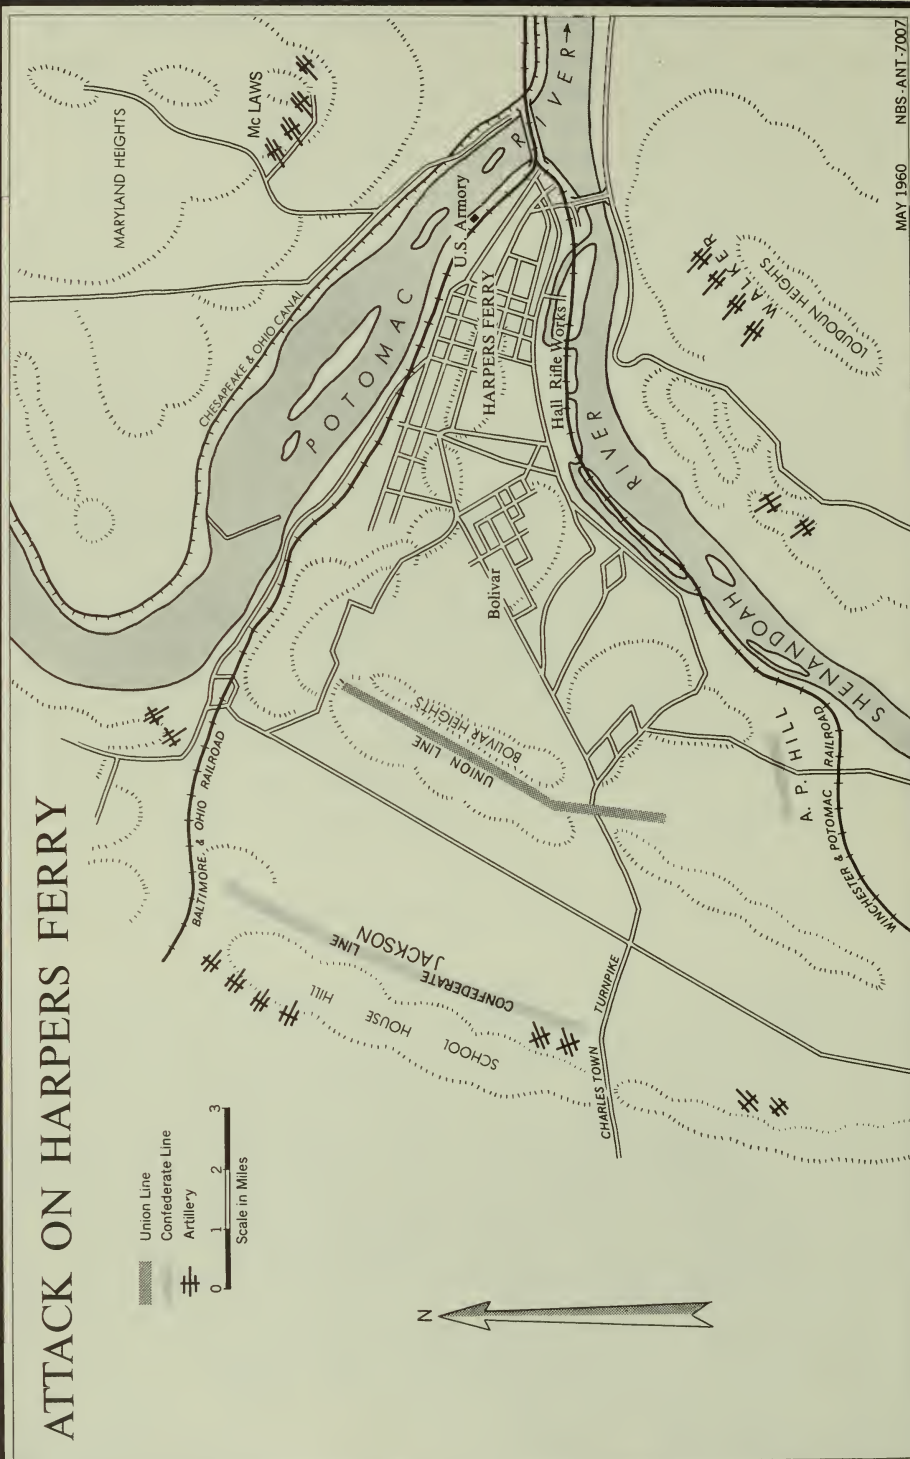 ATTACK ON HARPERS FERRY
Union Line
Confederate Line
Artillery
0 1 2 3
Scale in Miles
N
MARYLAND HEIGHTS
Mc LAWS
CHESAPEAKE & OHIO CANAL
POTOMAC
RIVER
U.S. Armory
HARPERS FERRY
Hall Rifle Works
Bolivar
BALTIMORE & OHIO RAILROAD
UNION LINE
BOLIVAR HEIGHTS
CONFEDERATE LINE
JACKSON
SCHOOL HOUSE HILL
CHARLES TOWN TURNPIKE
A. P. HILL
WINCHESTER & POTOMAC RAILROAD
SHENANDOAH RIVER
WALKER
LOUDOUN HEIGHTS
MAY 1960 NBS-ANT-7007